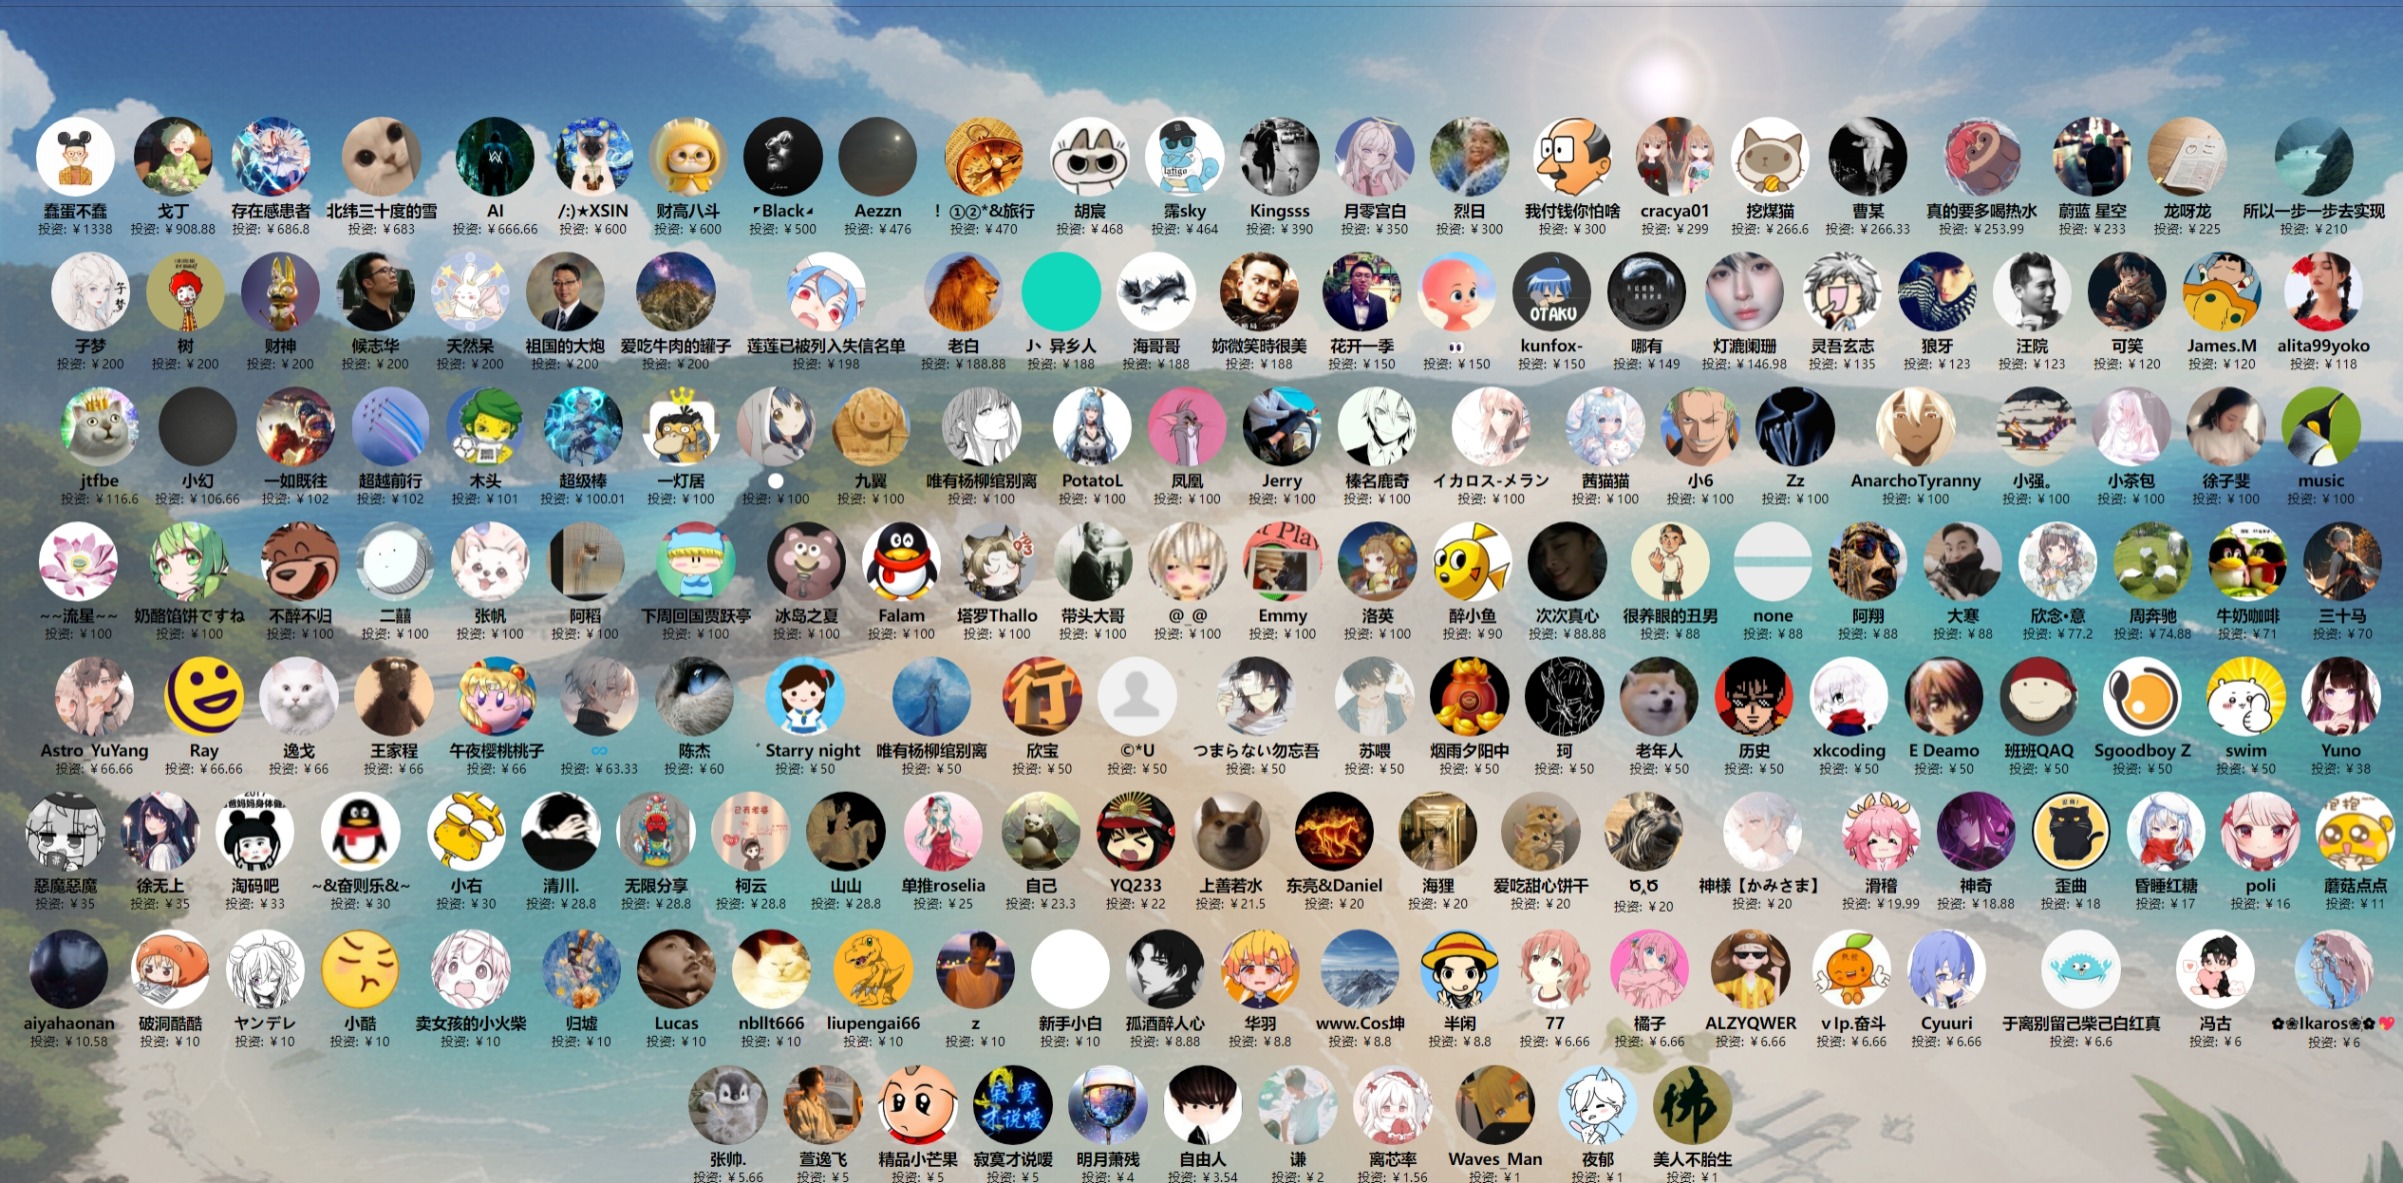 蠢蛋不蠢 戈丁 存在感患者 北纬三十度的雪 AI /:)★XSIN 财高八斗 ◤Black◢ Aezzn ！①②*&旅行 胡宸 霈sky Kingsss 月零宫白 烈日 我付钱你怕啥 cracya01 挖煤猫 曹某 真的要多喝热水 蔚蓝 星空 龙呀龙 所以一步一步去实现
投资: ¥1338 投资: ¥908.88 投资: ¥686.8 投资: ¥683 投资: ¥666.66 投资: ¥600 投资: ¥600 投资: ¥500 投资: ¥476 投资: ¥470 投资: ¥468 投资: ¥464 投资: ¥390 投资: ¥350 投资: ¥300 投资: ¥300 投资: ¥299 投资: ¥266.6 投资: ¥266.33 投资: ¥253.99 投资: ¥233 投资: ¥225 投资: ¥210
子梦 OTAKU
子梦 树 财神 候志华 天然呆 祖国的大炮 爱吃牛肉的罐子 莲莲已被列入失信名单 老白 J、异乡人 海哥哥 妳微笑時很美 花开一季 kunfox- 哪有 灯漉阑珊 灵吾玄志 狼牙 汪院 可笑 James.M alita99yoko
投资: ¥200 投资: ¥200 投资: ¥200 投资: ¥200 投资: ¥200 投资: ¥200 投资: ¥200 投资: ¥198 投资: ¥188.88 投资: ¥188 投资: ¥188 投资: ¥188 投资: ¥150 投资: ¥150 投资: ¥150 投资: ¥149 投资: ¥146.98 投资: ¥135 投资: ¥123 投资: ¥123 投资: ¥120 投资: ¥120 投资: ¥118
jtfbe 小幻 一如既往 超越前行 木头 超级棒 一灯居 九翼 唯有杨柳绾别离 PotatoL 凤凰 Jerry 榛名鹿奇 イカロス-メラン 茜猫猫 小6 Zz AnarchoTyranny 小强。 小茶包 徐子斐 music
投资: ¥116.6 投资: ¥106.66 投资: ¥102 投资: ¥102 投资: ¥101 投资: ¥100.01 投资: ¥100 投资: ¥100 投资: ¥100 投资: ¥100 投资: ¥100 投资: ¥100 投资: ¥100 投资: ¥100 投资: ¥100 投资: ¥100 投资: ¥100 投资: ¥100 投资: ¥100 投资: ¥100 投资: ¥100 投资: ¥100 投资: ¥100
~~流星~~ 奶酪馅饼ですね 不醉不归 二囍 张帆 阿稻 下周回国贾跃亭 冰岛之夏 Falam 塔罗Thallo 带头大哥 @_@ Emmy 洛英 醉小鱼 次次真心 很养眼的丑男 none 阿翔 大寒 欣念•意 周奔驰 牛奶咖啡 三十马
投资: ¥100 投资: ¥100 投资: ¥100 投资: ¥100 投资: ¥100 投资: ¥100 投资: ¥100 投资: ¥100 投资: ¥100 投资: ¥100 投资: ¥100 投资: ¥100 投资: ¥100 投资: ¥100 投资: ¥90 投资: ¥88.88 投资: ¥88 投资: ¥88 投资: ¥88 投资: ¥88 投资: ¥77.2 投资: ¥74.88 投资: ¥71 投资: ¥70
行
Astro_YuYang Ray 逸戈 王家程 午夜樱桃桃子 ∞ 陈杰 ゛Starry night 唯有杨柳绾别离 欣宝 ©*U つまらない勿忘吾 苏喂 烟雨夕阳中 珂 老年人 历史 xkcoding E Deamo 班班QAQ Sgoodboy Z swim Yuno
投资: ¥66.66 投资: ¥66.66 投资: ¥66 投资: ¥66 投资: ¥66 投资: ¥63.33 投资: ¥60 投资: ¥50 投资: ¥50 投资: ¥50 投资: ¥50 投资: ¥50 投资: ¥50 投资: ¥50 投资: ¥50 投资: ¥50 投资: ¥50 投资: ¥50 投资: ¥50 投资: ¥50 投资: ¥50 投资: ¥50 投资: ¥38
惡魔惡魔 徐无上 淘码吧 ~&奋则乐&~ 小右 清川. 无限分享 柯云 山山 单推roselia 自己 YQ233 上善若水 东亮&Daniel 海狸 爱吃甜心饼干 神様【かみさま】 滑稽 神奇 歪曲 昏睡红糖 poli 蘑菇点点
投资: ¥35 投资: ¥35 投资: ¥33 投资: ¥30 投资: ¥30 投资: ¥28.8 投资: ¥28.8 投资: ¥28.8 投资: ¥28.8 投资: ¥25 投资: ¥23.3 投资: ¥22 投资: ¥21.5 投资: ¥20 投资: ¥20 投资: ¥20 投资: ¥20 投资: ¥20 投资: ¥19.99 投资: ¥18.88 投资: ¥18 投资: ¥17 投资: ¥16 投资: ¥11
aiyahaonan 破洞酷酷 ヤンデレ 小酷 卖女孩的小火柴 归墟 Lucas nbllt666 liupengai66 z 新手小白 孤酒醉人心 华羽 www.Cos坤 半闲 77 橘子 ALZYQWER v Ip.奋斗 Cyuuri 于离别留己柴己白红真 冯古 ✿❀Ikaros❀✿💖
投资: ¥10.58 投资: ¥10 投资: ¥10 投资: ¥10 投资: ¥10 投资: ¥10 投资: ¥10 投资: ¥10 投资: ¥10 投资: ¥10 投资: ¥10 投资: ¥8.88 投资: ¥8.8 投资: ¥8.8 投资: ¥8.8 投资: ¥6.66 投资: ¥6.66 投资: ¥6.66 投资: ¥6.66 投资: ¥6.66 投资: ¥6.6 投资: ¥6 投资: ¥6
寂寞才说嗳 佛
张帅. 萱逸飞 精品小芒果 寂寞才说嗳 明月萧残 自由人 谦 离芯率 Waves_Man 夜郁 美人不胎生
投资: ¥5.66 投资: ¥5 投资: ¥5 投资: ¥5 投资: ¥4 投资: ¥3.54 投资: ¥2 投资: ¥1.56 投资: ¥1 投资: ¥1 投资: ¥1